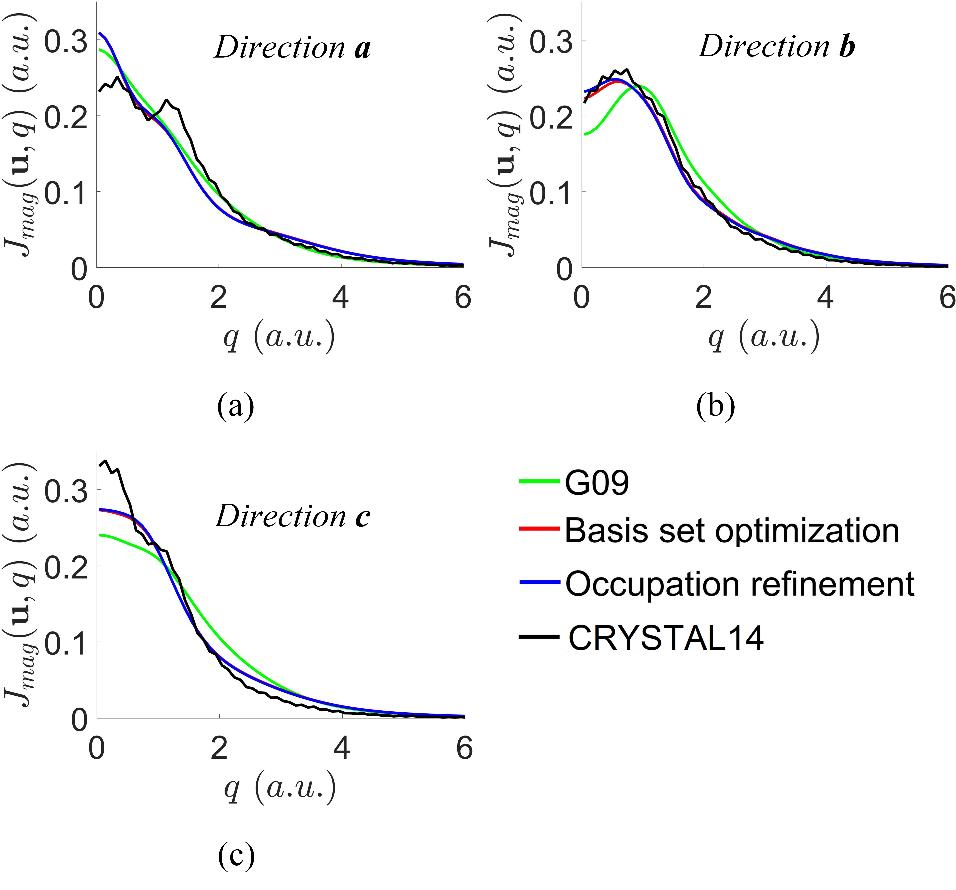 Direction a
J_mag(u, q) (a.u.)
0.3
0.2
0.1
0
0 2 4 6
q (a.u.)
(a)
Direction b
J_mag(u, q) (a.u.)
0.3
0.2
0.1
0
0 2 4 6
q (a.u.)
(b)
Direction c
J_mag(u, q) (a.u.)
0.3
0.2
0.1
0
0 2 4 6
q (a.u.)
(c)
G09
Basis set optimization
Occupation refinement
CRYSTAL14